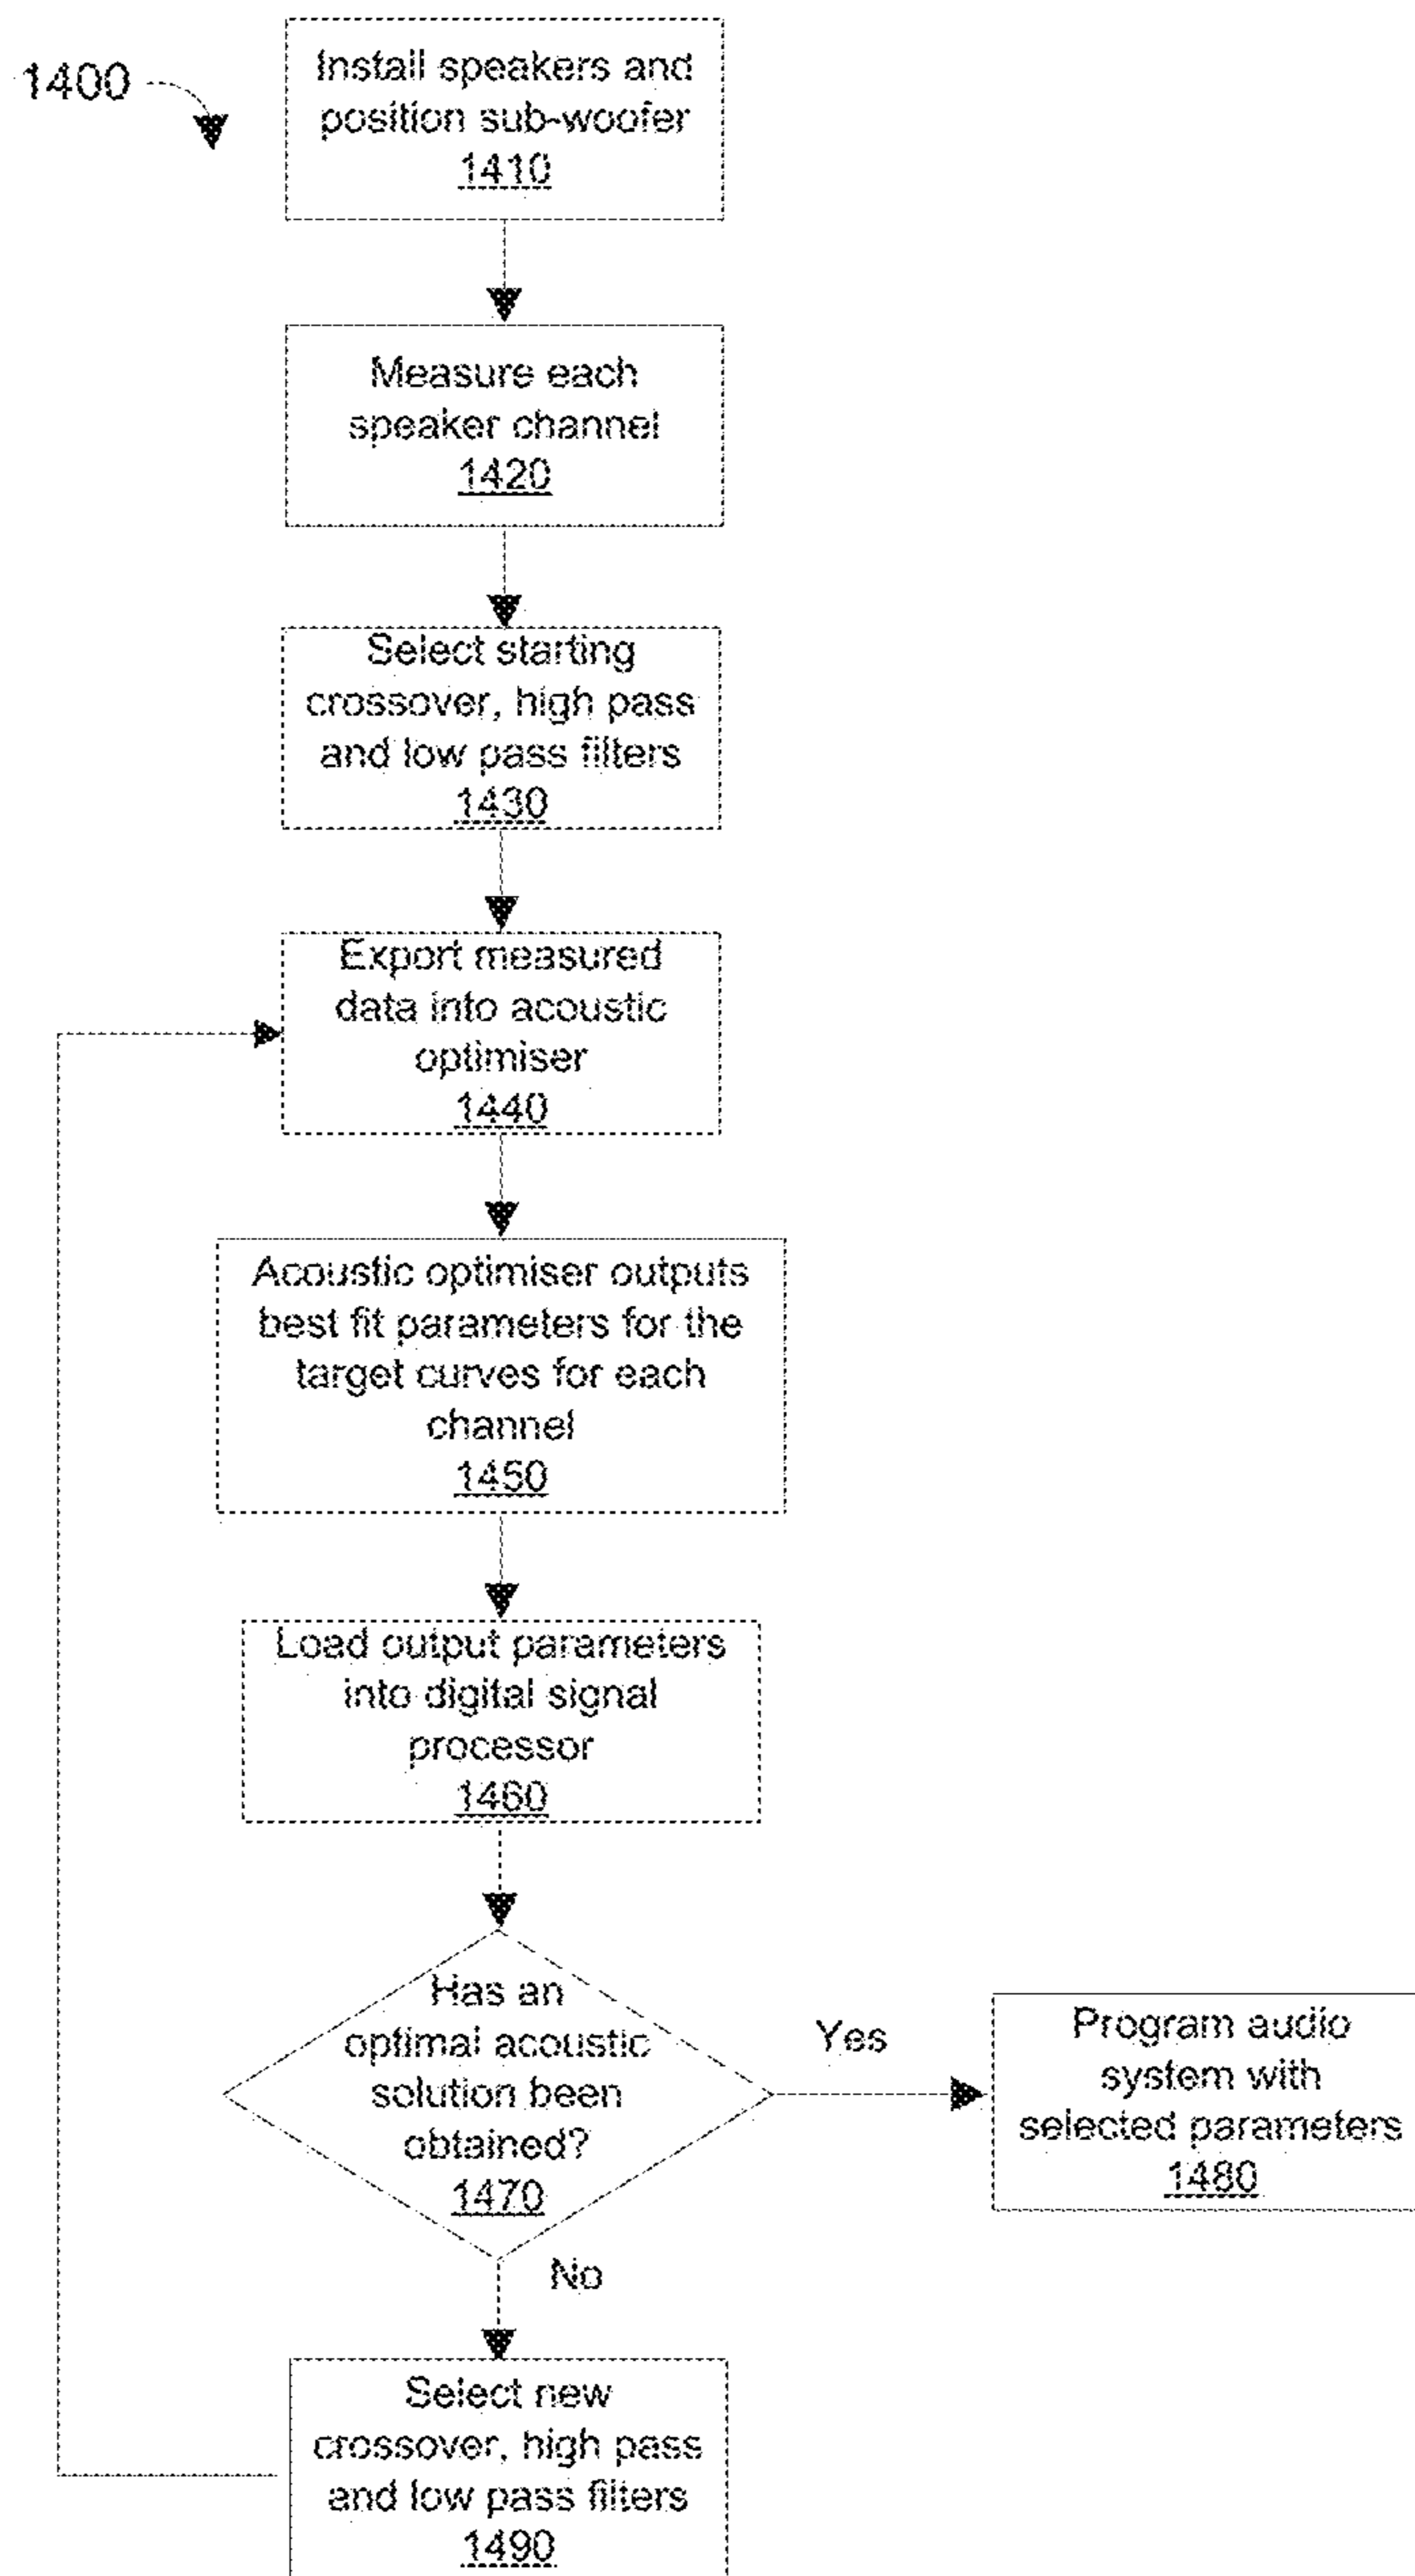 1400
Install speakers and
position sub-woofer
1410
Measure each
speaker channel
1420
Select starting
crossover, high pass
and low pass filters
1430
Export measured
data into acoustic
optimiser
1440
Acoustic optimiser outputs
best fit parameters for the
target curves for each
channel
1450
Load output parameters
into digital signal
processor
1460
Has an
optimal acoustic
solution been
obtained?
1470
Yes
Program audio
system with
selected parameters
1480
No
Select new
crossover, high pass
and low pass filters
1490